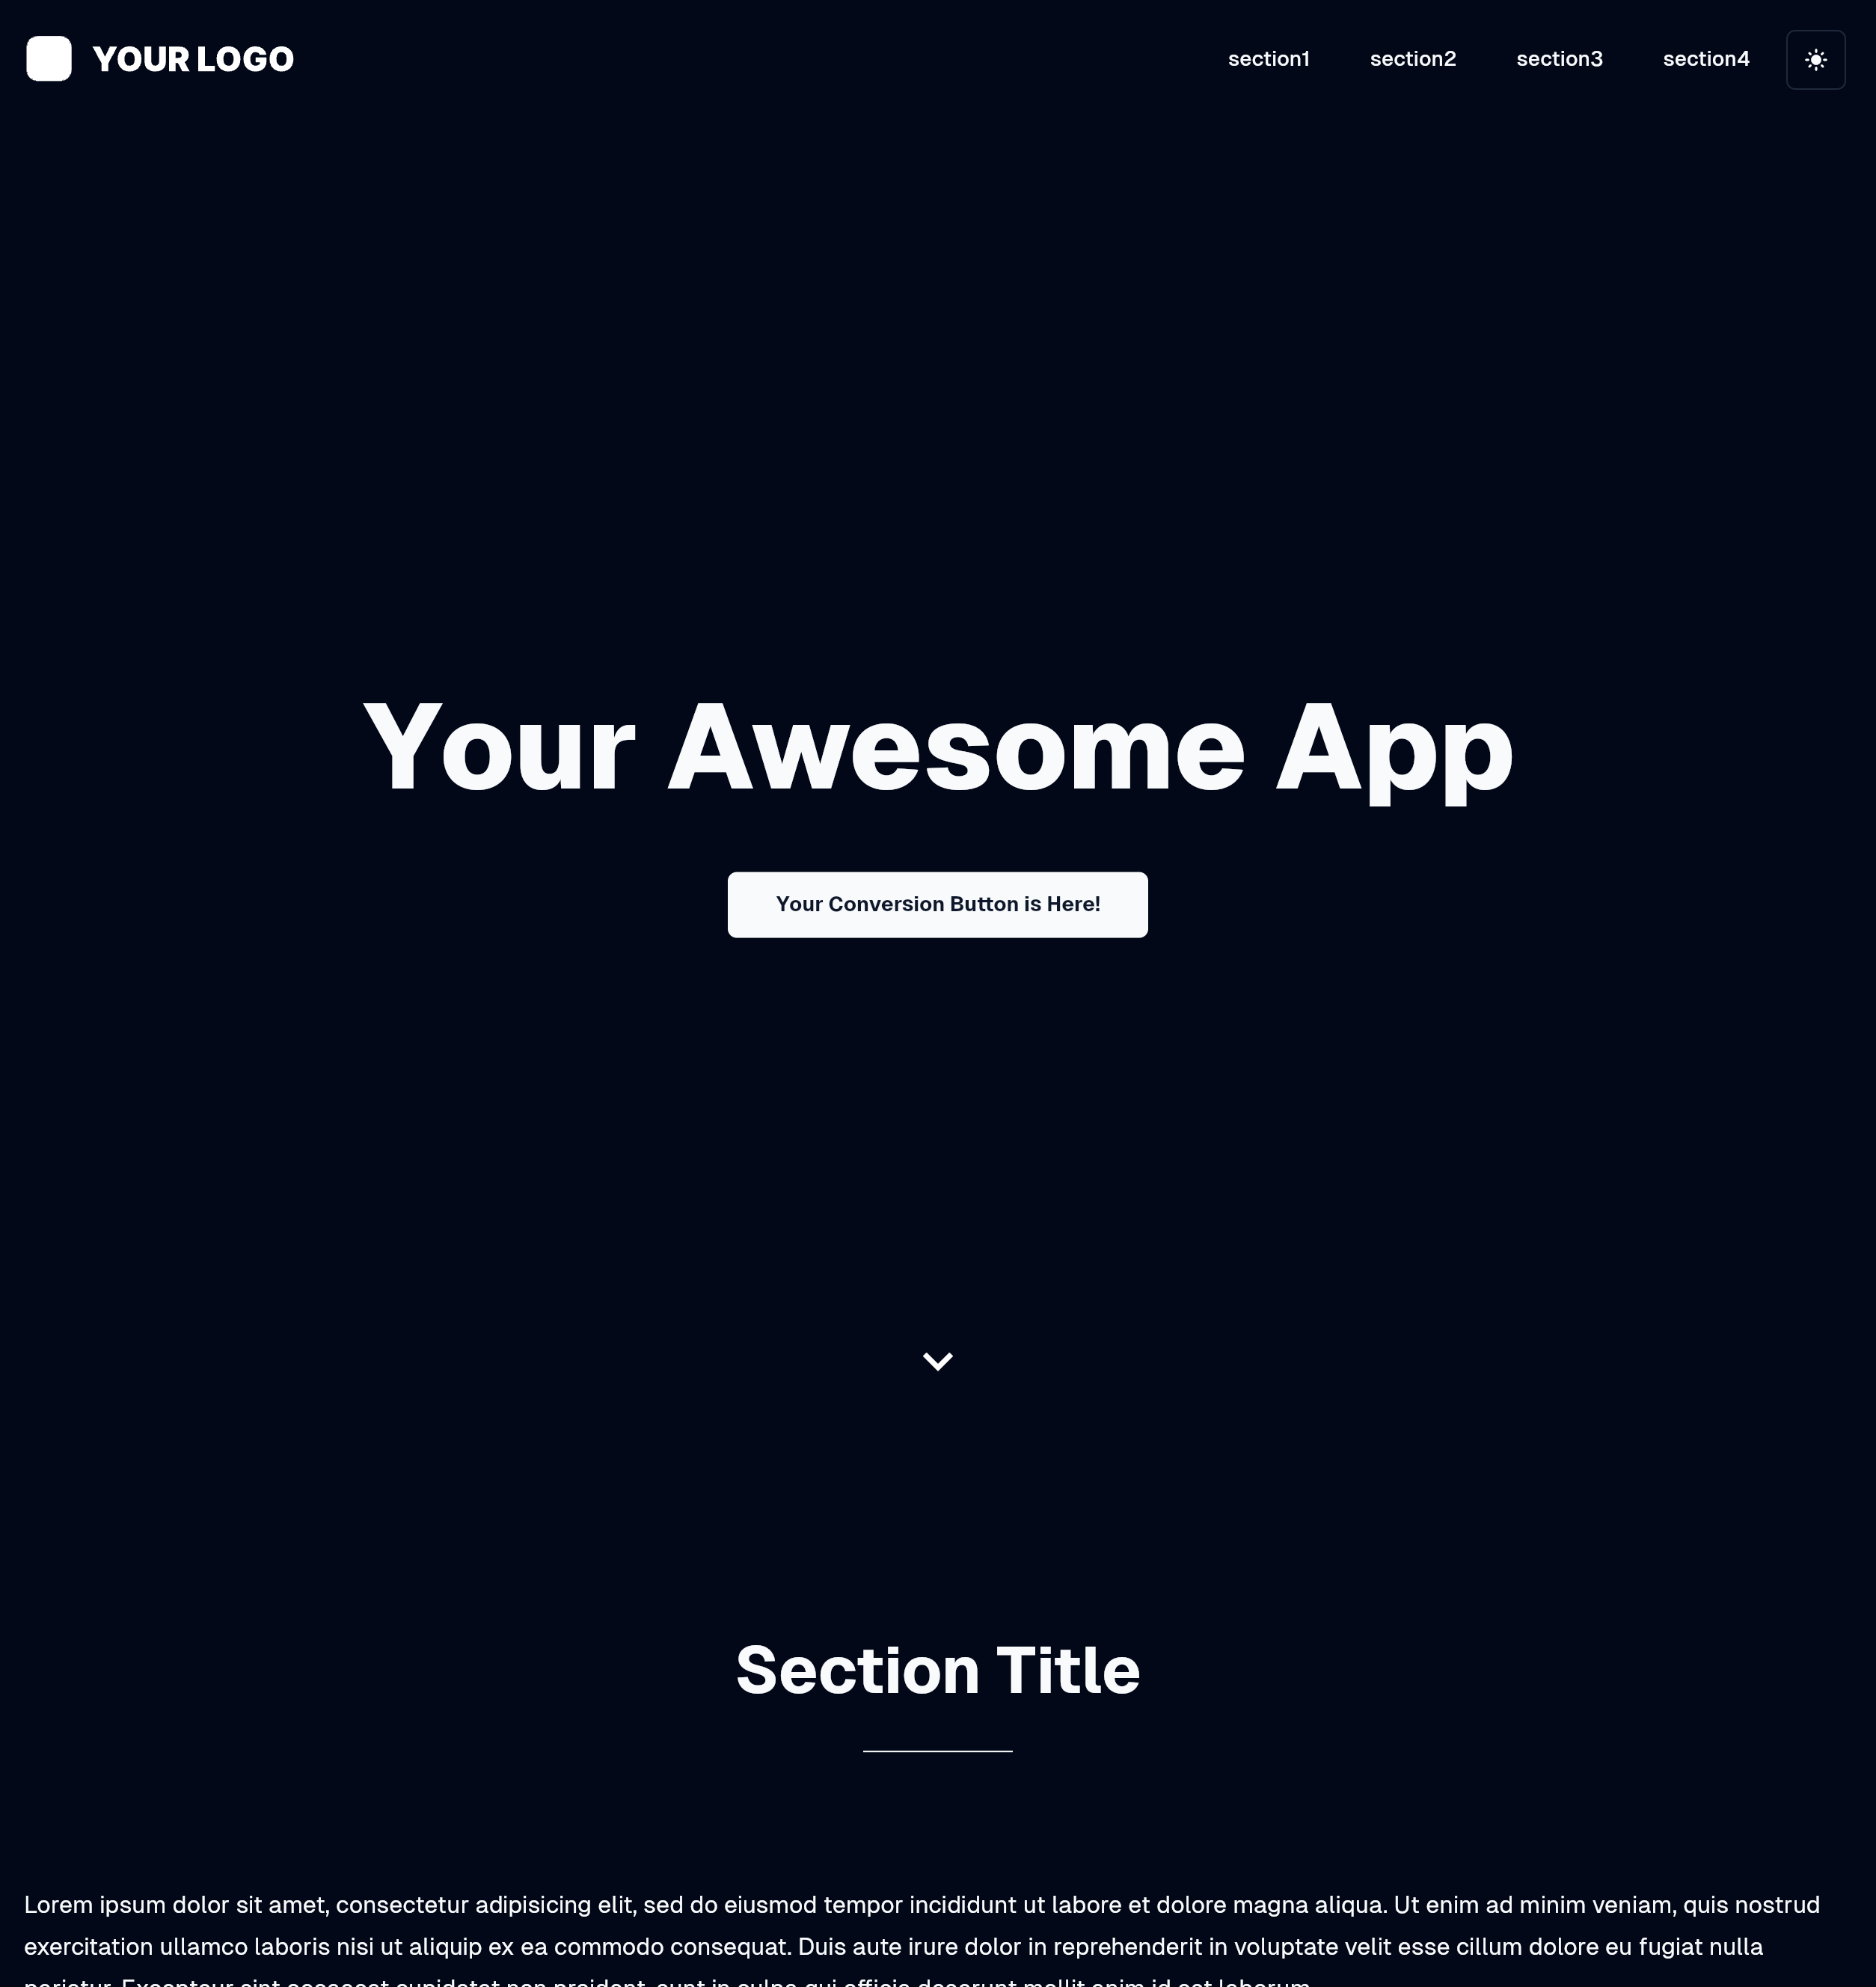 YOUR LOGO
section1
section2
section3
section4
Your Awesome App
Your Conversion Button is Here!
Section Title
Lorem ipsum dolor sit amet, consectetur adipisicing elit, sed do eiusmod tempor incididunt ut labore et dolore magna aliqua. Ut enim ad minim veniam, quis nostrud
exercitation ullamco laboris nisi ut aliquip ex ea commodo consequat. Duis aute irure dolor in reprehenderit in voluptate velit esse cillum dolore eu fugiat nulla